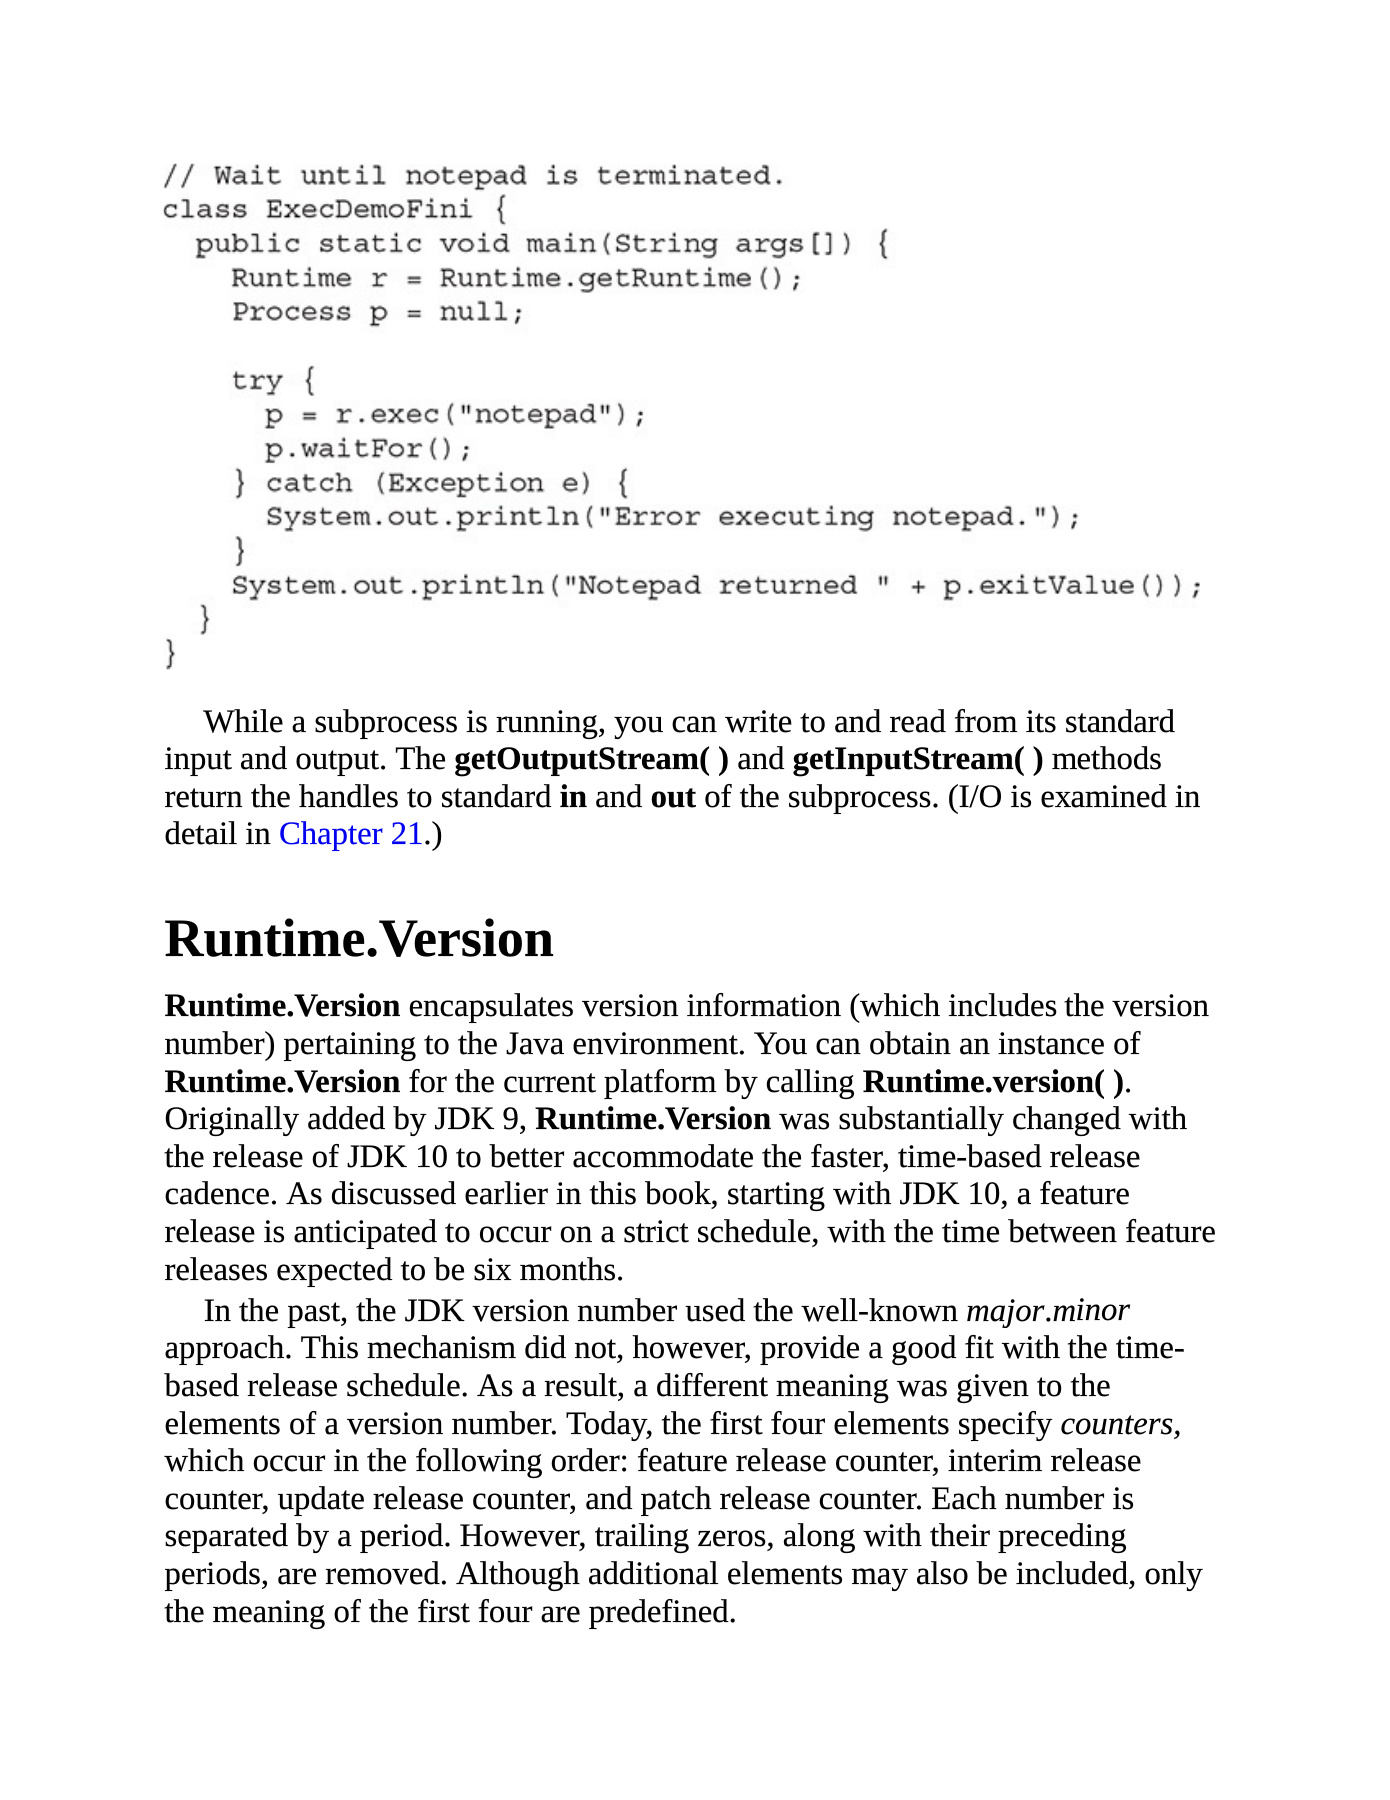 // Wait until notepad is terminated.
class ExecDemoFini {
  public static void main(String args[]) {
    Runtime r = Runtime.getRuntime();
    Process p = null;

    try {
      p = r.exec("notepad");
      p.waitFor();
    } catch (Exception e) {
      System.out.println("Error executing notepad.");
    }
    System.out.println("Notepad returned " + p.exitValue());
  }
}
While a subprocess is running, you can write to and read from its standard
input and output. The getOutputStream( ) and getInputStream( ) methods
return the handles to standard in and out of the subprocess. (I/O is examined in
detail in Chapter 21.)
Runtime.Version
Runtime.Version encapsulates version information (which includes the version
number) pertaining to the Java environment. You can obtain an instance of
Runtime.Version for the current platform by calling Runtime.version( ).
Originally added by JDK 9, Runtime.Version was substantially changed with
the release of JDK 10 to better accommodate the faster, time-based release
cadence. As discussed earlier in this book, starting with JDK 10, a feature
release is anticipated to occur on a strict schedule, with the time between feature
releases expected to be six months.
In the past, the JDK version number used the well-known major.minor
approach. This mechanism did not, however, provide a good fit with the time-
based release schedule. As a result, a different meaning was given to the
elements of a version number. Today, the first four elements specify counters,
which occur in the following order: feature release counter, interim release
counter, update release counter, and patch release counter. Each number is
separated by a period. However, trailing zeros, along with their preceding
periods, are removed. Although additional elements may also be included, only
the meaning of the first four are predefined.